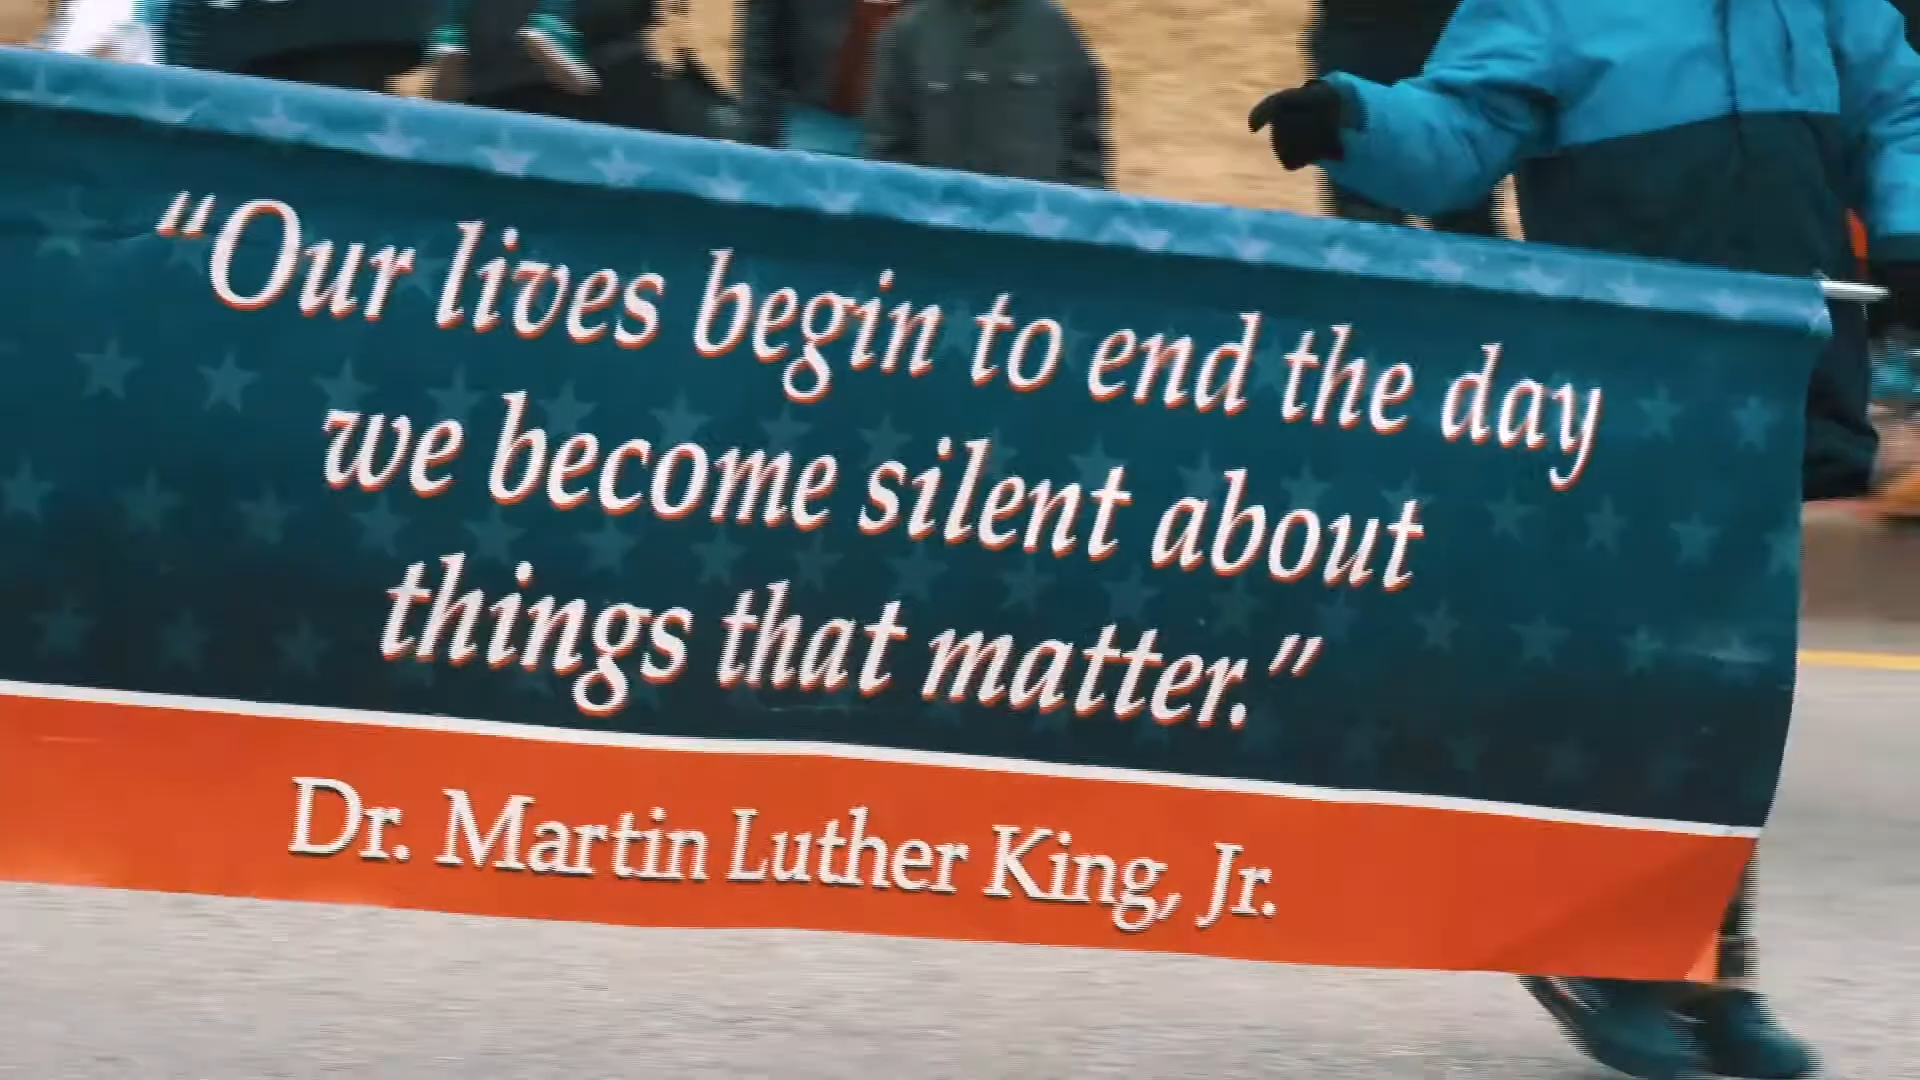 “Our lives begin to end the day
we become silent about
things that matter.”
Dr. Martin Luther King, Jr.